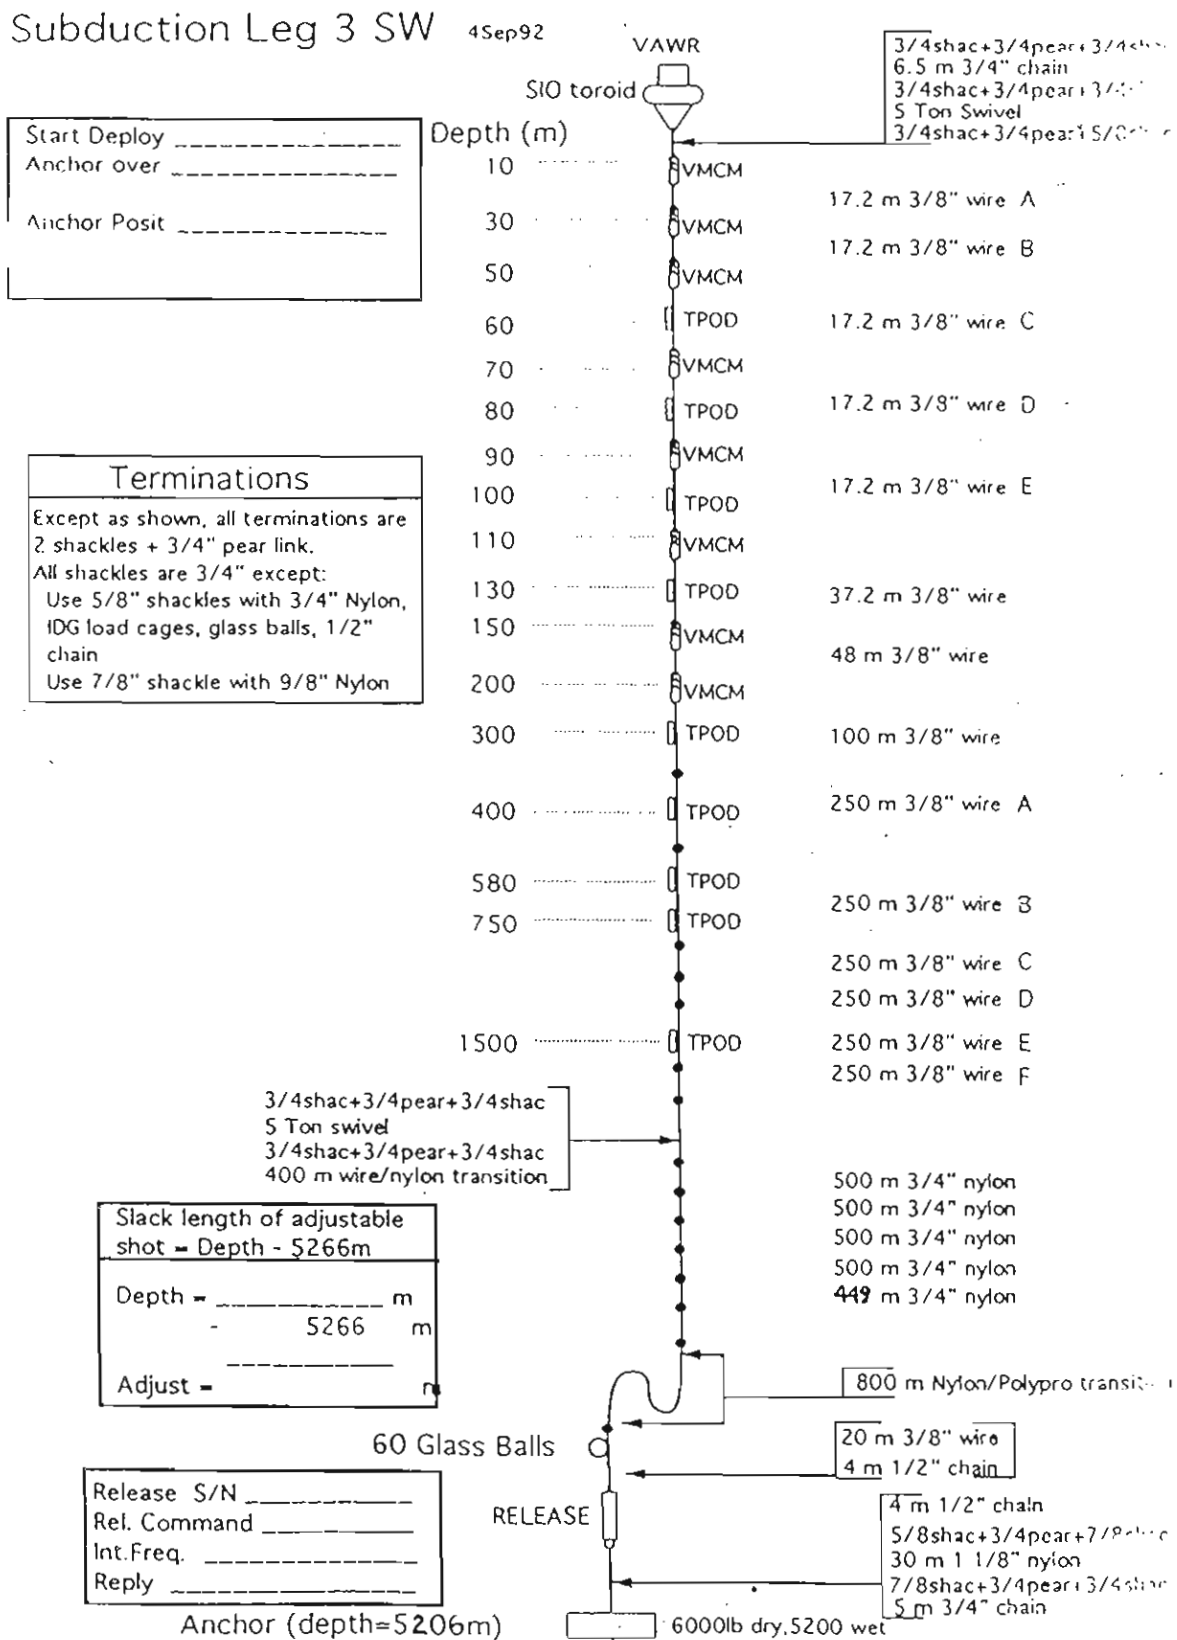 Subduction Leg 3 SW 4Sep92
VAWR
SIO toroid
3/4shac+3/4pear+3/4shac
6.5 m 3/4" chain
3/4shac+3/4pear+3/4
5 Ton Swivel
3/4shac+3/4pear+5/8
Start Deploy
Anchor over
Anchor Posit
Depth (m)
10 VMCM
17.2 m 3/8" wire A
30 VMCM
17.2 m 3/8" wire B
50 VMCM
60 TPOD 17.2 m 3/8" wire C
70 VMCM
80 TPOD 17.2 m 3/8" wire D
90 VMCM
100 TPOD 17.2 m 3/8" wire E
110 VMCM
130 TPOD 37.2 m 3/8" wire
150 VMCM
48 m 3/8" wire
200 VMCM
300 TPOD 100 m 3/8" wire
400 TPOD 250 m 3/8" wire A
580 TPOD
250 m 3/8" wire B
750 TPOD
250 m 3/8" wire C
250 m 3/8" wire D
1500 TPOD 250 m 3/8" wire E
250 m 3/8" wire F
Terminations
Except as shown, all terminations are
2 shackles + 3/4" pear link.
All shackles are 3/4" except:
Use 5/8" shackles with 3/4" Nylon,
IDG load cages, glass balls, 1/2"
chain
Use 7/8" shackle with 9/8" Nylon
3/4shac+3/4pear+3/4shac
5 Ton swivel
3/4shac+3/4pear+3/4shac
400 m wire/nylon transition
500 m 3/4" nylon
500 m 3/4" nylon
500 m 3/4" nylon
500 m 3/4" nylon
449 m 3/4" nylon
Slack length of adjustable
shot = Depth - 5266m
Depth = m
- 5266 m
Adjust = m
800 m Nylon/Polypro
60 Glass Balls
20 m 3/8" wire
4 m 1/2" chain
Release S/N
Rel. Command
Int.Freq.
Reply
RELEASE
4 m 1/2" chain
5/8shac+3/4pear+7/8shac
30 m 1 1/8" nylon
7/8shac+3/4pear+3/4shac
5 m 3/4" chain
Anchor (depth=5206m)
6000lb dry,5200 wet